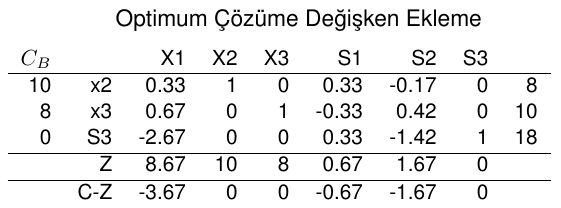 Optimum Çözüme Değişken Ekleme
C_B X1 X2 X3 S1 S2 S3
10 x2 0.33 1 0 0.33 -0.17 0 8
8 x3 0.67 0 1 -0.33 0.42 0 10
0 S3 -2.67 0 0 0.33 -1.42 1 18
Z 8.67 10 8 0.67 1.67 0
C-Z -3.67 0 0 -0.67 -1.67 0